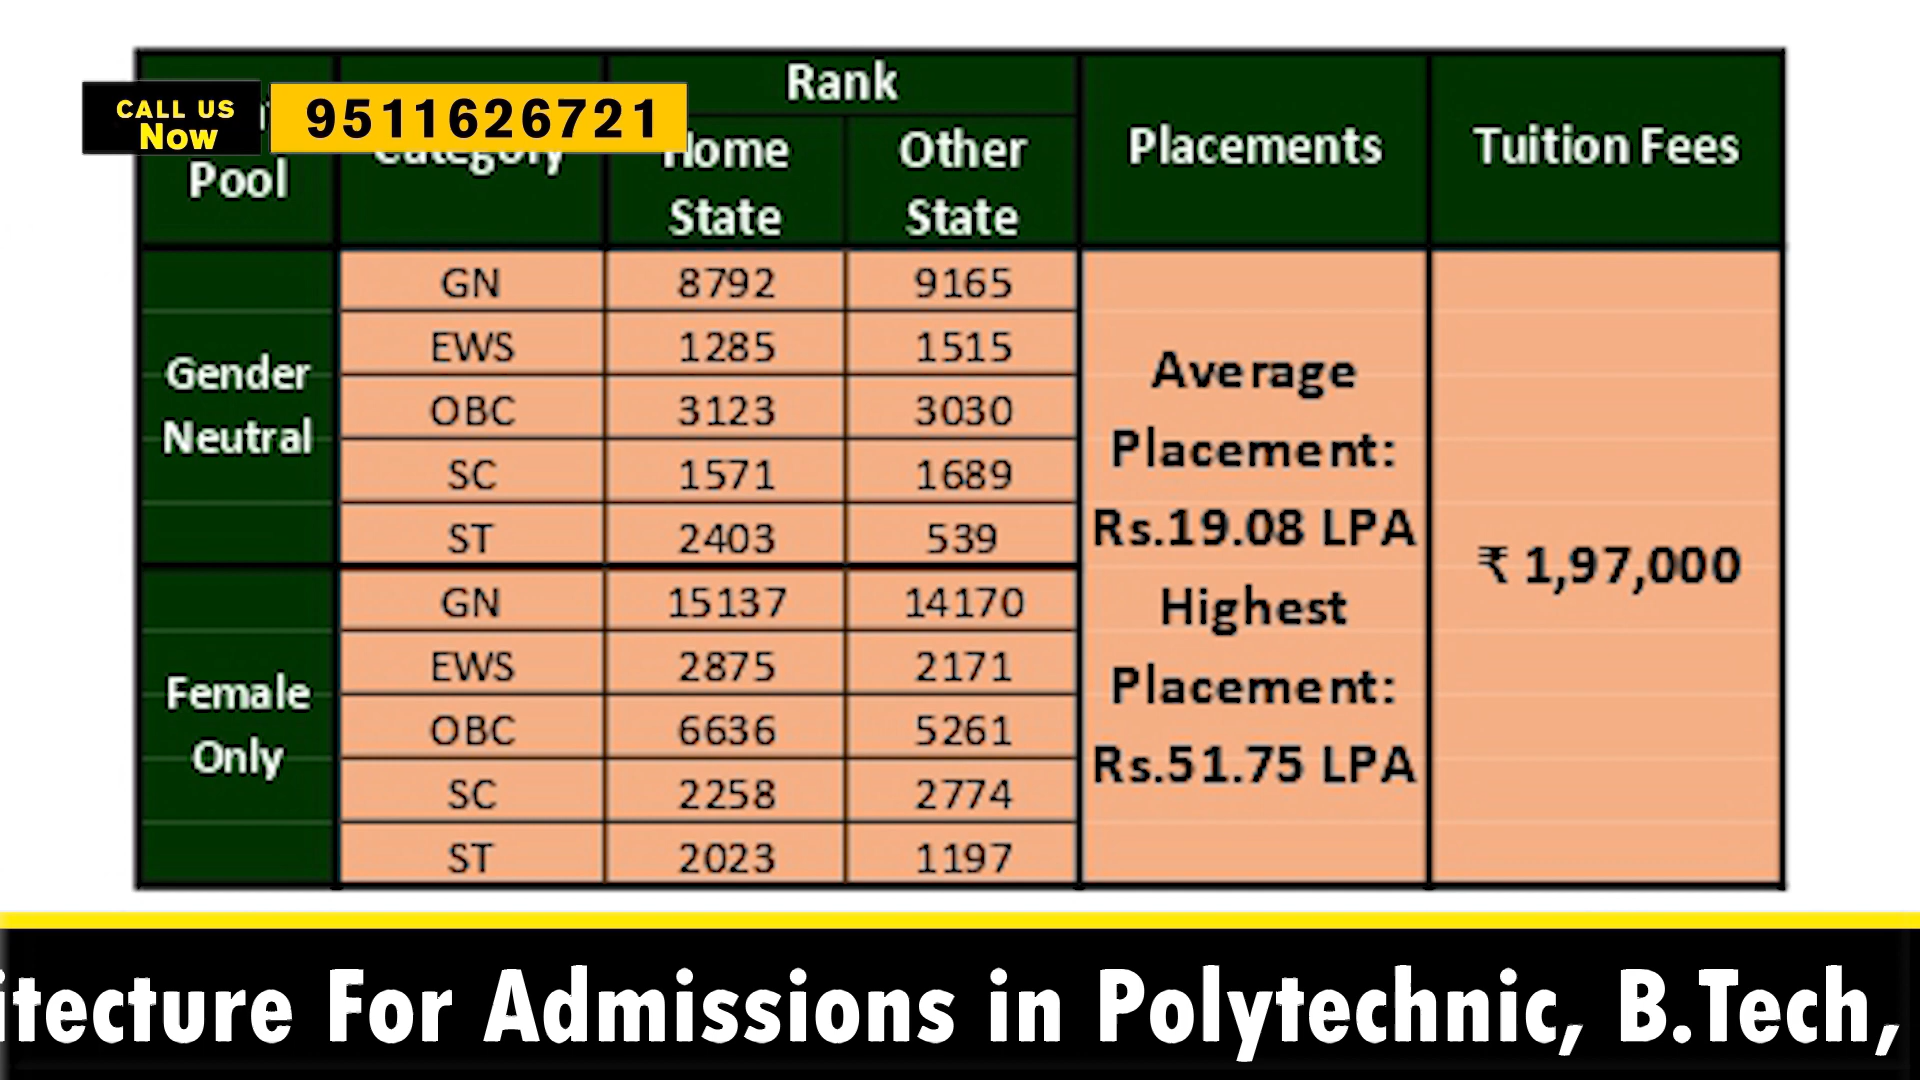 CALL US
Now
9511626721
Pool
Category
Rank
Home
State
Other
State
Placements
Tuition Fees
Gender
Neutral
GN 8792 9165
EWS 1285 1515
OBC 3123 3030
SC 1571 1689
ST 2403 539
Female
Only
GN 15137 14170
EWS 2875 2171
OBC 6636 5261
SC 2258 2774
ST 2023 1197
Average
Placement:
Rs.19.08 LPA
Highest
Placement:
Rs.51.75 LPA
₹ 1,97,000
itecture For Admissions in Polytechnic, B.Tech,